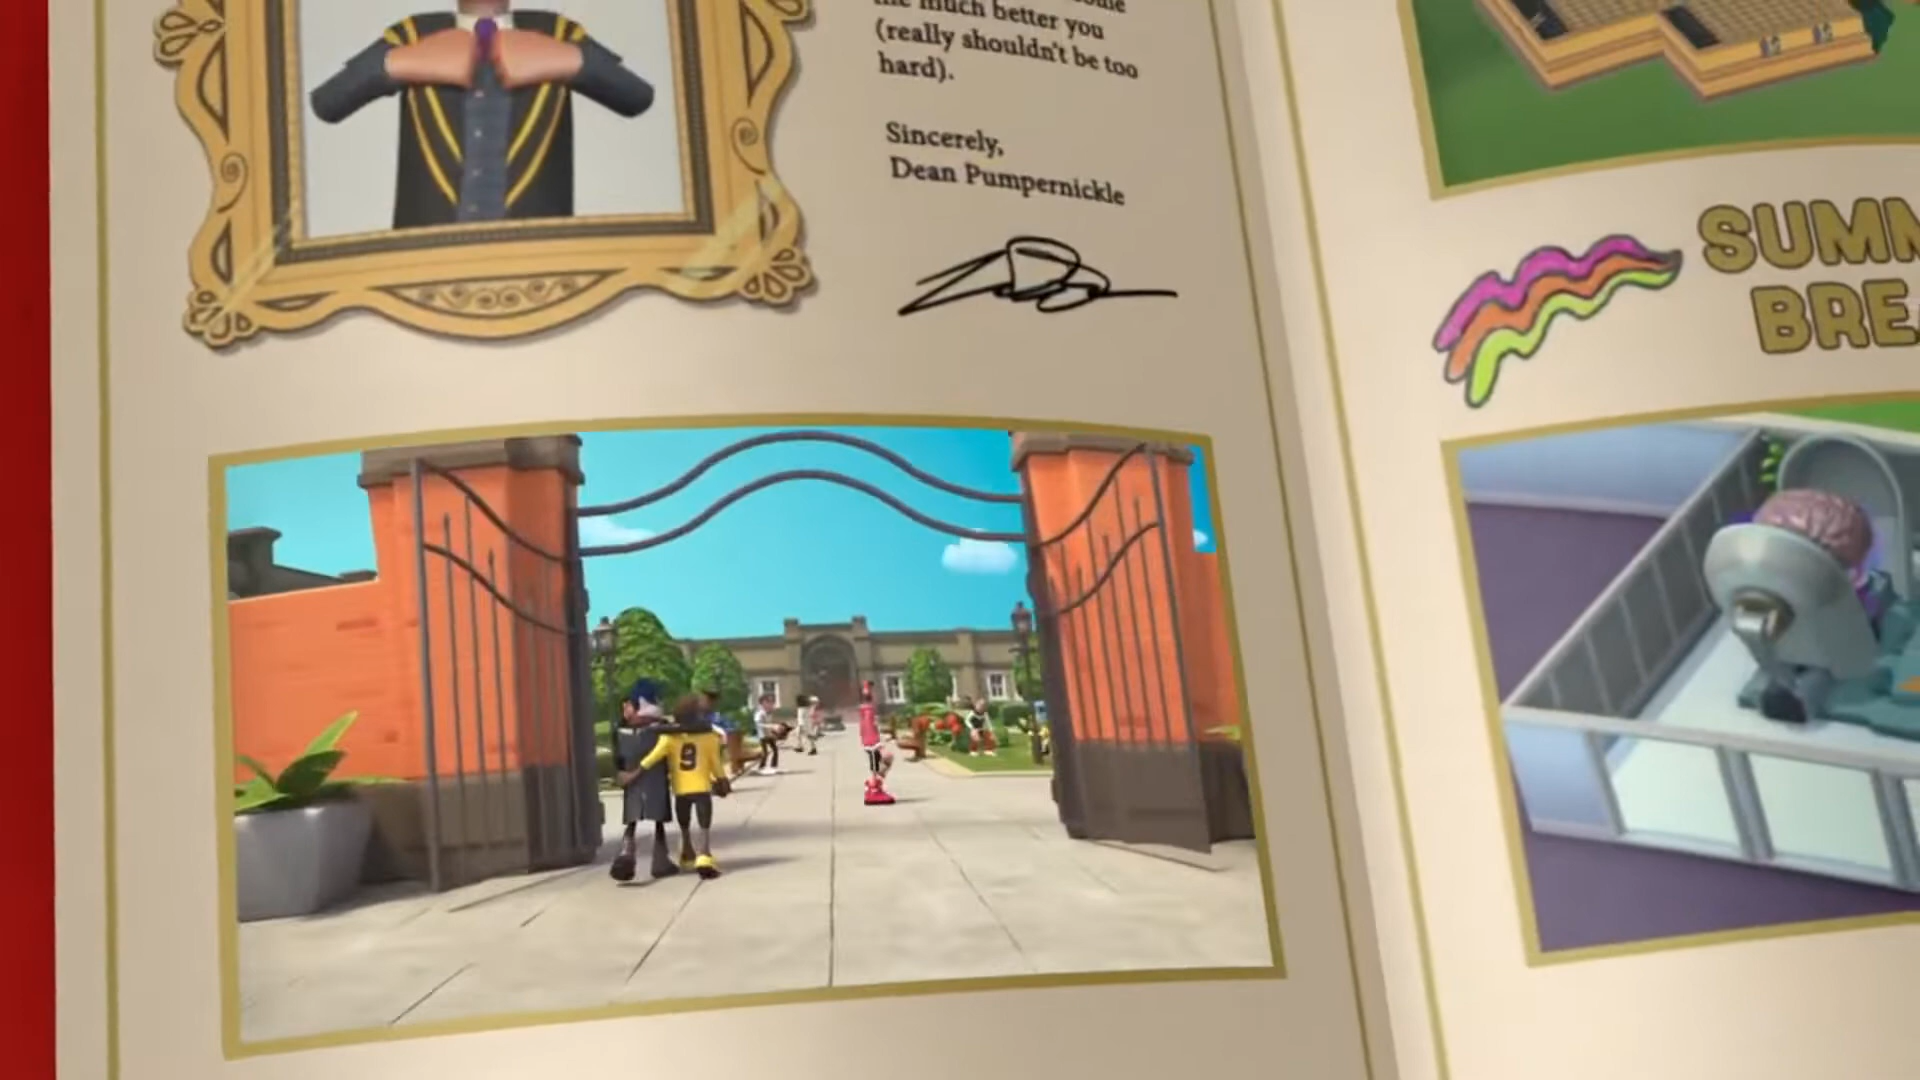 the much better you
(really shouldn't be too
hard).
Sincerely,
Dean Pumpernickle
SUMM
BREA
9